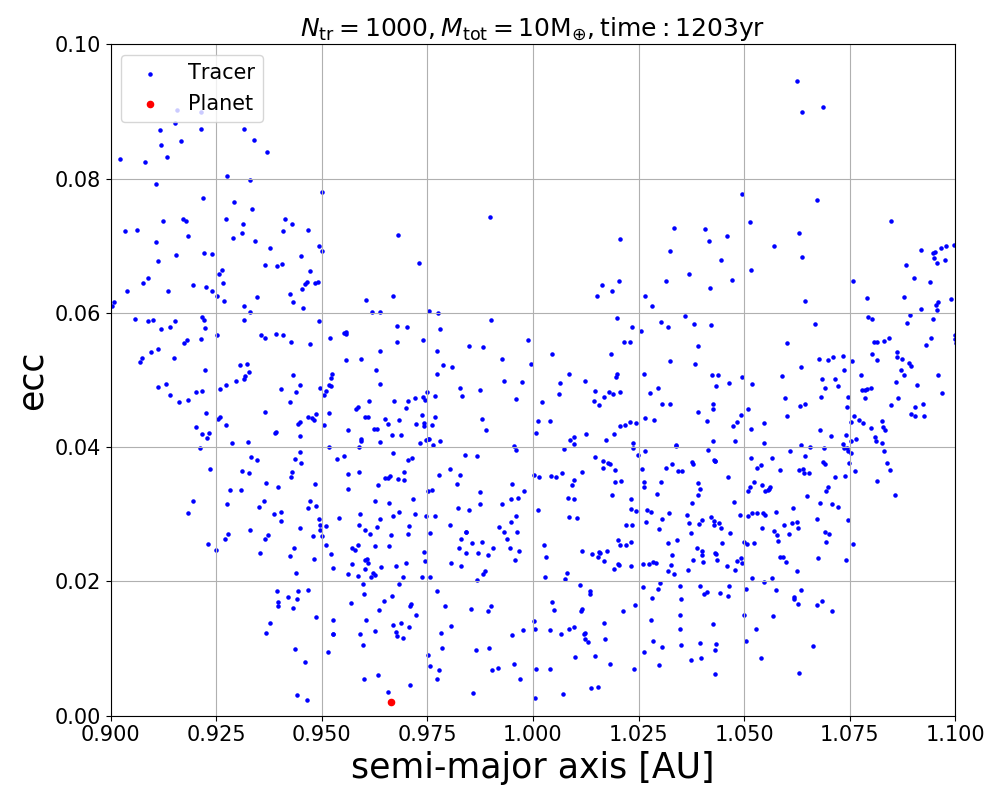 N_tr = 1000, M_tot = 10M_⊕, time : 1203yr
0.10
Tracer
Planet
0.08
0.06
ecc
0.04
0.02
0.00
0.900 0.925 0.950 0.975 1.000 1.025 1.050 1.075 1.100
semi-major axis [AU]